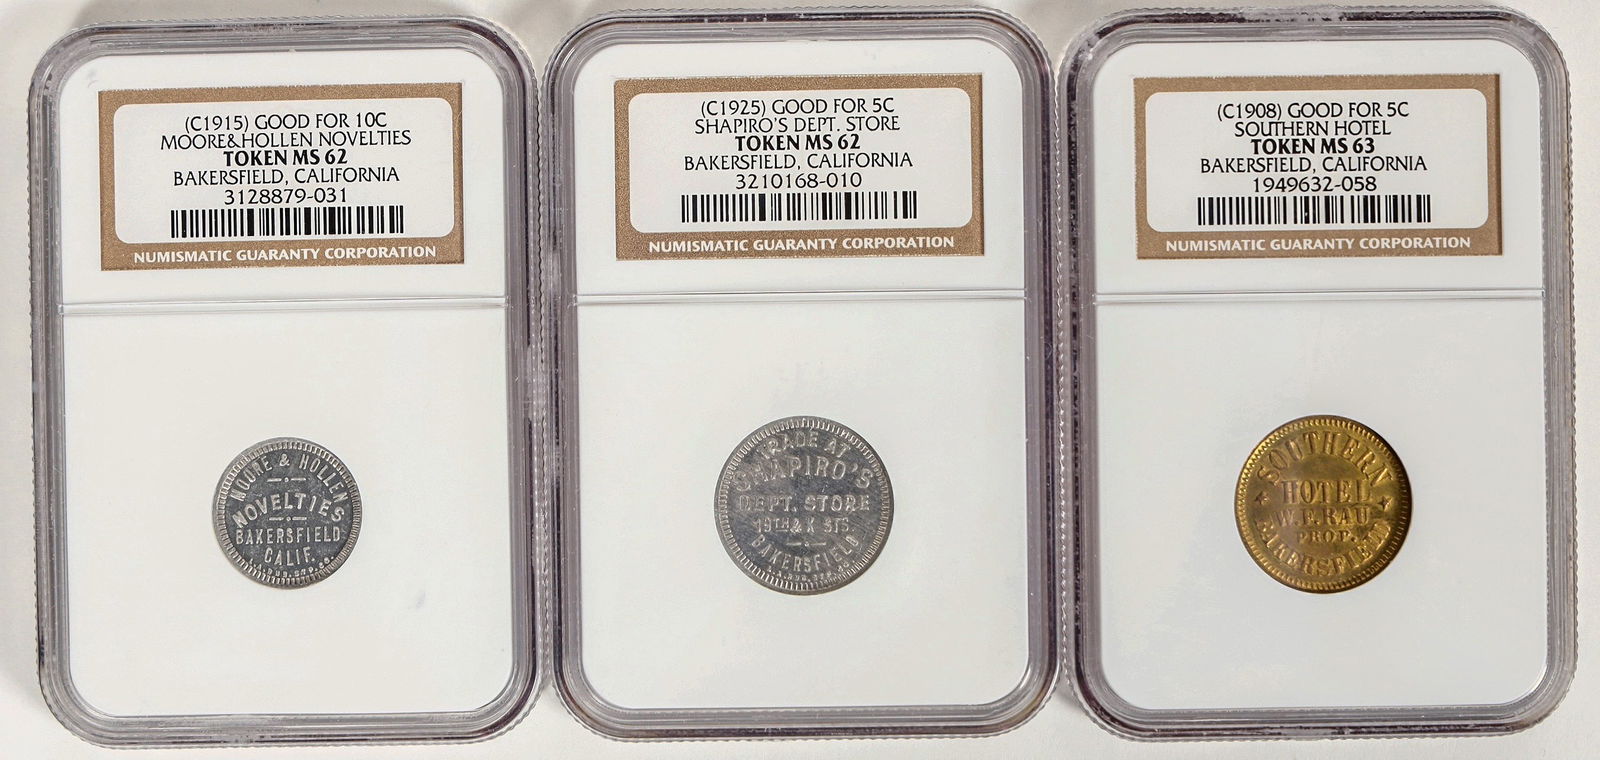 (C1915) GOOD FOR 10C
MOORE&HOLLEN NOVELTIES
TOKEN MS 62
BAKERSFIELD, CALIFORNIA
3128879-031
NUMISMATIC GUARANTY CORPORATION
MOORE & HOLLEN
NOVELTIES
BAKERSFIELD
CALIF.
L.A.RUB.STP.CO.
(C1925) GOOD FOR 5C
SHAPIRO'S DEPT. STORE
TOKEN MS 62
BAKERSFIELD, CALIFORNIA
3210168-010
NUMISMATIC GUARANTY CORPORATION
TRADE AT
SHAPIRO'S
DEPT. STORE
19TH & K STS.
BAKERSFIELD
(C1908) GOOD FOR 5C
SOUTHERN HOTEL
TOKEN MS 63
BAKERSFIELD, CALIFORNIA
1949632-058
NUMISMATIC GUARANTY CORPORATION
SOUTHERN
HOTEL
W.F. RAU
PROP.
BAKERSFIELD